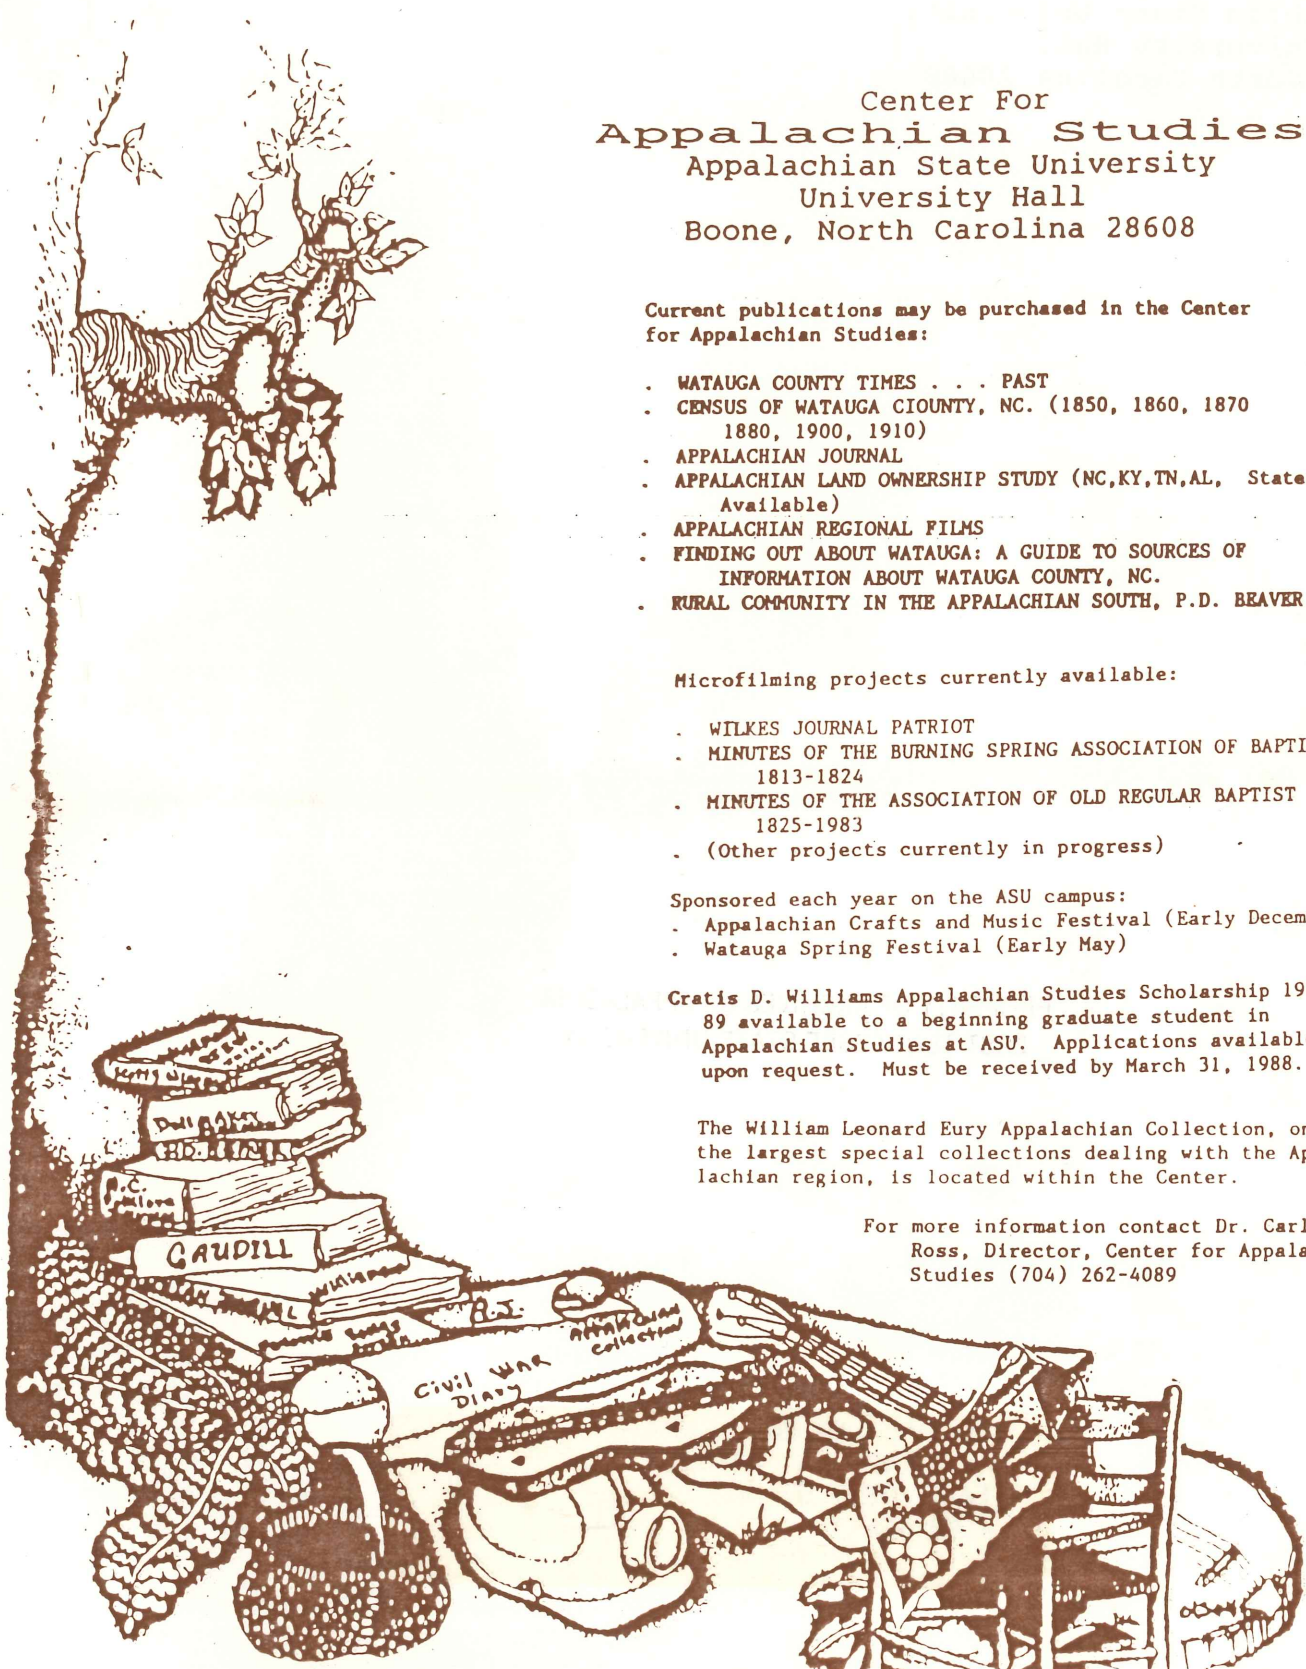 Center For
Appalachian Studies
Appalachian State University
University Hall
Boone, North Carolina 28608
Current publications may be purchased in the Center
for Appalachian Studies:
. WATAUGA COUNTY TIMES . . . PAST
. CENSUS OF WATAUGA CIOUNTY, NC. (1850, 1860, 1870
1880, 1900, 1910)
. APPALACHIAN JOURNAL
. APPALACHIAN LAND OWNERSHIP STUDY (NC,KY,TN,AL, State
Available)
. APPALACHIAN REGIONAL FILMS
. FINDING OUT ABOUT WATAUGA: A GUIDE TO SOURCES OF
INFORMATION ABOUT WATAUGA COUNTY, NC.
. RURAL COMMUNITY IN THE APPALACHIAN SOUTH, P.D. BEAVER
Microfilming projects currently available:
. WILKES JOURNAL PATRIOT
. MINUTES OF THE BURNING SPRING ASSOCIATION OF BAPTI
1813-1824
. MINUTES OF THE ASSOCIATION OF OLD REGULAR BAPTIST
1825-1983
. (Other projects currently in progress)
Sponsored each year on the ASU campus:
. Appalachian Crafts and Music Festival (Early Decem
. Watauga Spring Festival (Early May)
Cratis D. Williams Appalachian Studies Scholarship 19
89 available to a beginning graduate student in
Appalachian Studies at ASU. Applications availabl
upon request. Must be received by March 31, 1988.
The William Leonard Eury Appalachian Collection, on
the largest special collections dealing with the Ap
lachian region, is located within the Center.
For more information contact Dr. Carl
Ross, Director, Center for Appala
Studies (704) 262-4089
N.C.
GAUDILL
Williams
A.J.
Appalachian
Collection
Civil War
Diary